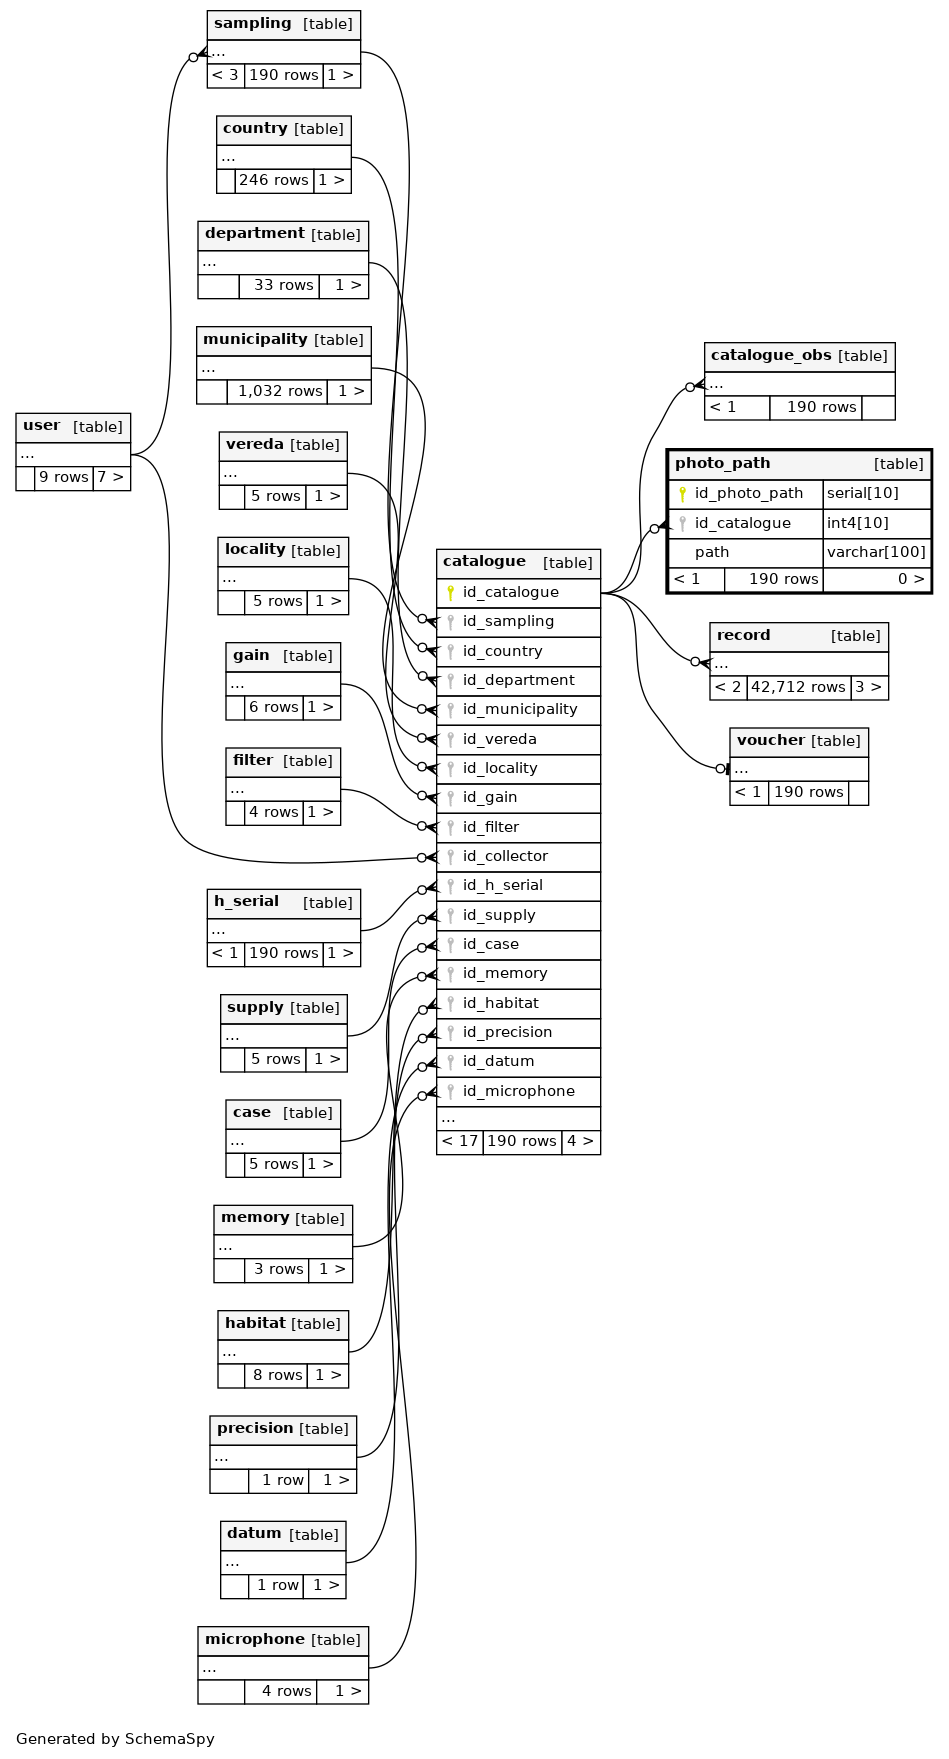 sampling [table]
...
< 3 190 rows 1 >
country [table]
...
246 rows 1 >
department [table]
...
33 rows 1 >
municipality [table]
...
1,032 rows 1 >
user [table]
...
9 rows 7 >
vereda [table]
...
5 rows 1 >
locality [table]
...
5 rows 1 >
gain [table]
...
6 rows 1 >
filter [table]
...
4 rows 1 >
h_serial [table]
...
< 1 190 rows 1 >
supply [table]
...
5 rows 1 >
case [table]
...
5 rows 1 >
memory [table]
...
3 rows 1 >
habitat [table]
...
8 rows 1 >
precision [table]
...
1 row 1 >
datum [table]
...
1 row 1 >
microphone [table]
...
4 rows 1 >
catalogue [table]
id_catalogue
id_sampling
id_country
id_department
id_municipality
id_vereda
id_locality
id_gain
id_filter
id_collector
id_h_serial
id_supply
id_case
id_memory
id_habitat
id_precision
id_datum
id_microphone
...
< 17 190 rows 4 >
catalogue_obs [table]
...
< 1 190 rows
photo_path [table]
id_photo_path serial[10]
id_catalogue int4[10]
path varchar[100]
< 1 190 rows 0 >
record [table]
...
< 2 42,712 rows 3 >
voucher [table]
...
< 1 190 rows
Generated by SchemaSpy